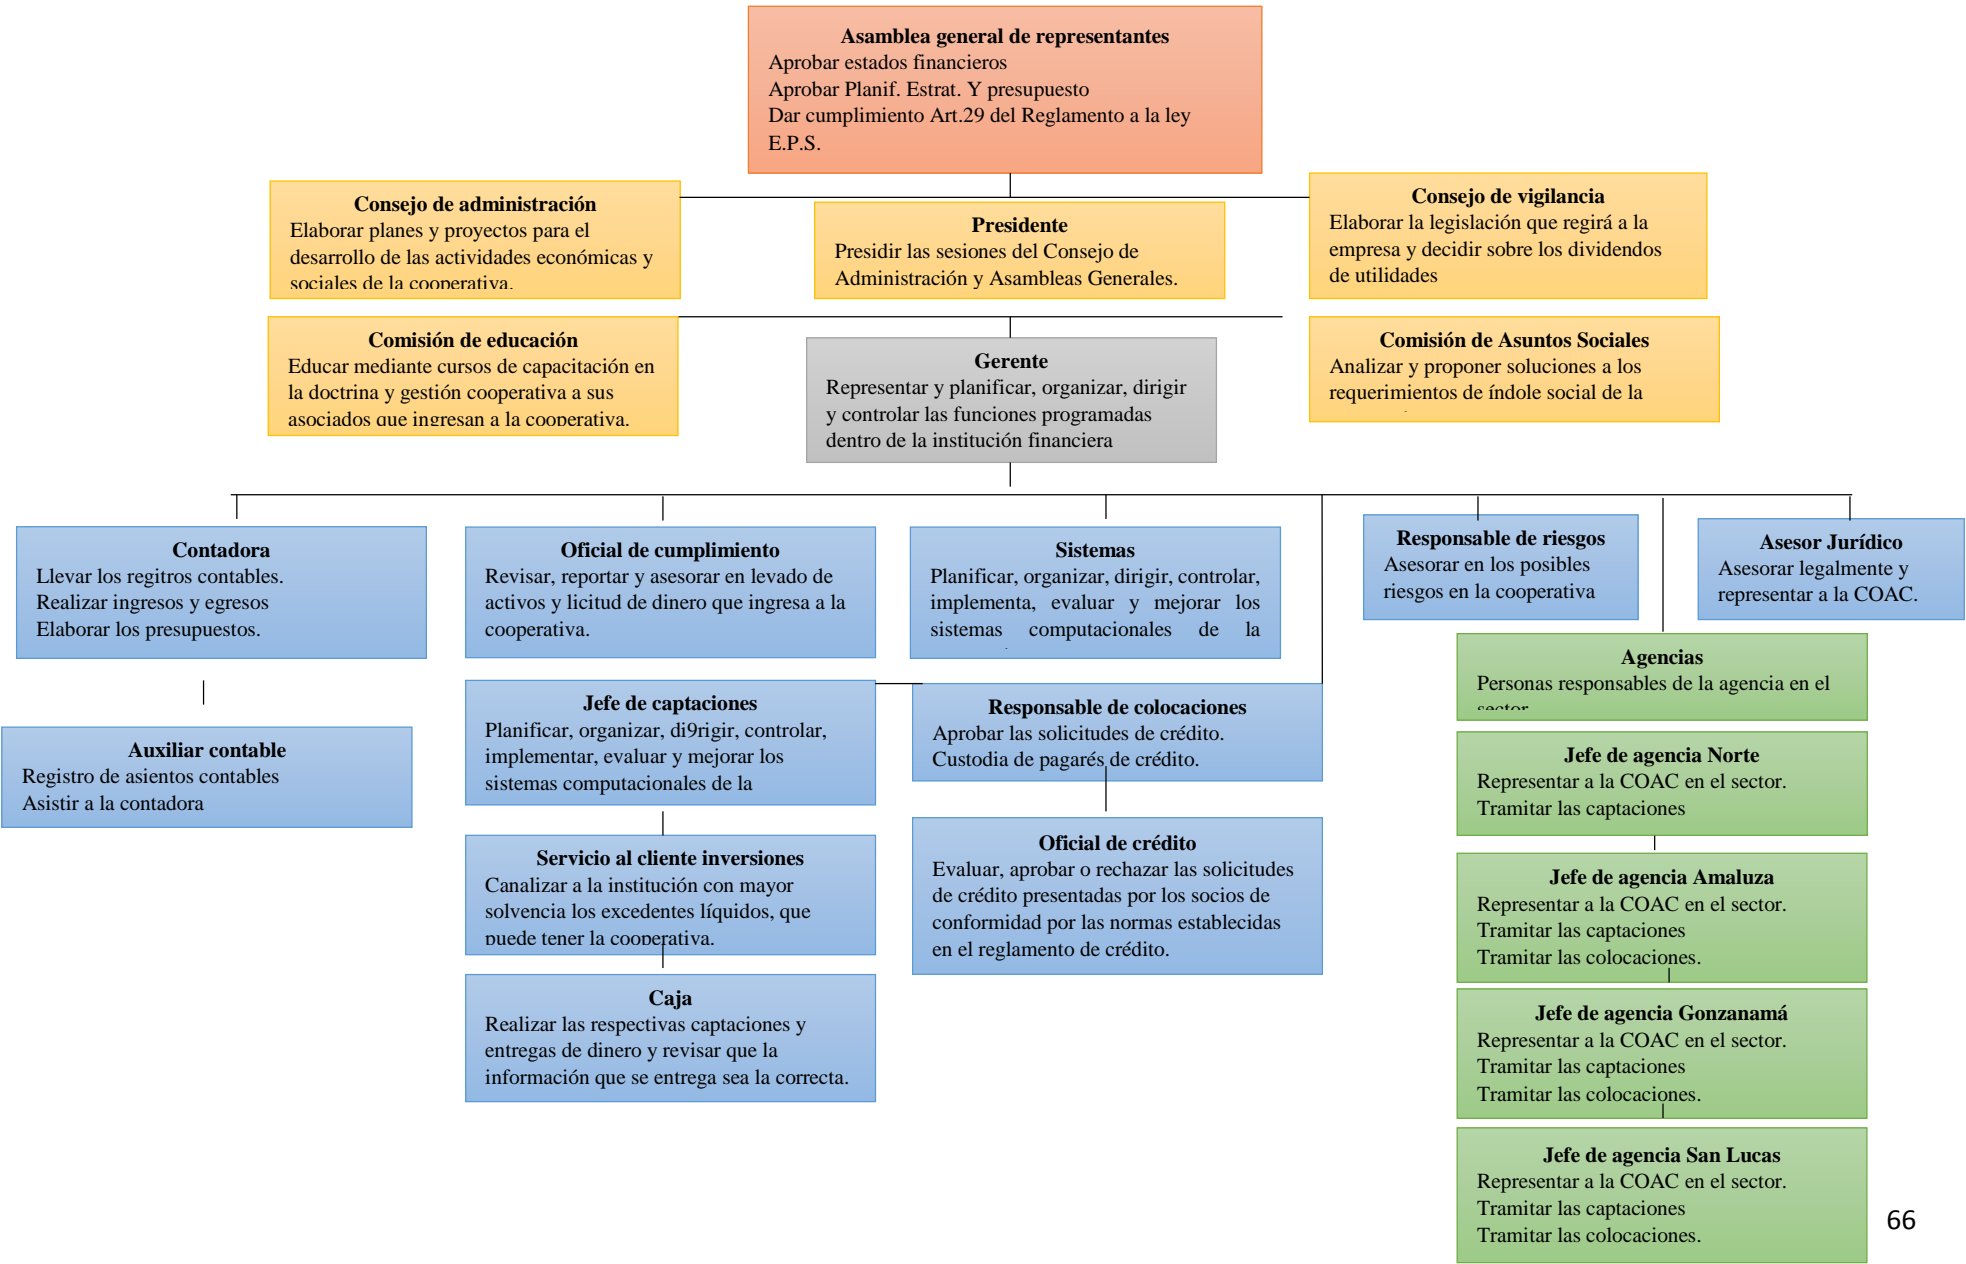 Asamblea general de representantes
Aprobar estados financieros
Aprobar Planif. Estrat. Y presupuesto
Dar cumplimiento Art.29 del Reglamento a la ley
E.P.S.
Consejo de administración
Elaborar planes y proyectos para el
desarrollo de las actividades económicas y
sociales de la cooperativa.
Presidente
Presidir las sesiones del Consejo de
Administración y Asambleas Generales.
Consejo de vigilancia
Elaborar la legislación que regirá a la
empresa y decidir sobre los dividendos
de utilidades
Comisión de educación
Educar mediante cursos de capacitación en
la doctrina y gestión cooperativa a sus
asociados que ingresan a la cooperativa.
Gerente
Representar y planificar, organizar, dirigir
y controlar las funciones programadas
dentro de la institución financiera
Comisión de Asuntos Sociales
Analizar y proponer soluciones a los
requerimientos de índole social de la
Contadora
Llevar los regitros contables.
Realizar ingresos y egresos
Elaborar los presupuestos.
Oficial de cumplimiento
Revisar, reportar y asesorar en levado de
activos y licitud de dinero que ingresa a la
cooperativa.
Sistemas
Planificar, organizar, dirigir, controlar,
implementa, evaluar y mejorar los
sistemas computacionales de la
Responsable de riesgos
Asesorar en los posibles
riesgos en la cooperativa
Asesor Jurídico
Asesorar legalmente y
representar a la COAC.
Auxiliar contable
Registro de asientos contables
Asistir a la contadora
Jefe de captaciones
Planificar, organizar, di9rigir, controlar,
implementar, evaluar y mejorar los
sistemas computacionales de la
Responsable de colocaciones
Aprobar las solicitudes de crédito.
Custodia de pagarés de crédito.
Agencias
Personas responsables de la agencia en el
sector
Jefe de agencia Norte
Representar a la COAC en el sector.
Tramitar las captaciones
Servicio al cliente inversiones
Canalizar a la institución con mayor
solvencia los excedentes líquidos, que
puede tener la cooperativa.
Oficial de crédito
Evaluar, aprobar o rechazar las solicitudes
de crédito presentadas por los socios de
conformidad por las normas establecidas
en el reglamento de crédito.
Jefe de agencia Amaluza
Representar a la COAC en el sector.
Tramitar las captaciones
Tramitar las colocaciones.
Caja
Realizar las respectivas captaciones y
entregas de dinero y revisar que la
información que se entrega sea la correcta.
Jefe de agencia Gonzanamá
Representar a la COAC en el sector.
Tramitar las captaciones
Tramitar las colocaciones.
Jefe de agencia San Lucas
Representar a la COAC en el sector.
Tramitar las captaciones
Tramitar las colocaciones.
66